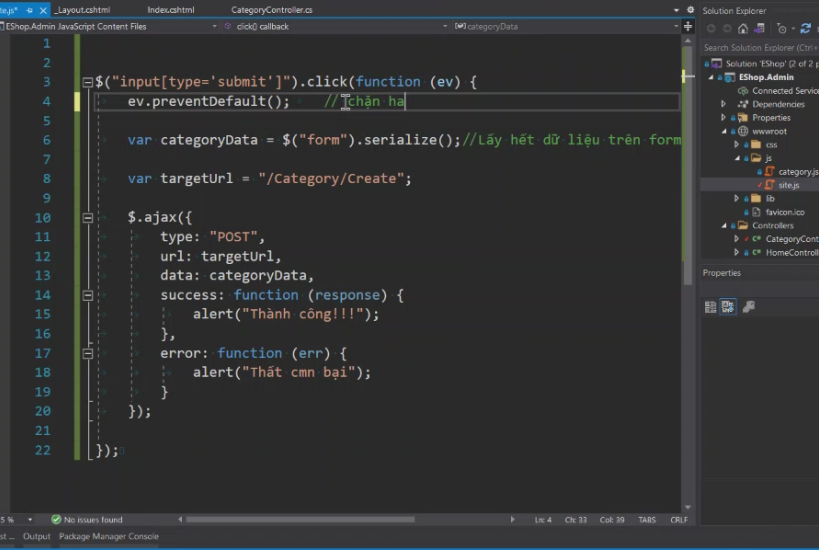 te.js*
_Layout.cshtml
Index.cshtml
CategoryController.cs
Solution Explorer
EShop.Admin JavaScript Content Files
click() callback
categoryData
Search Solution Explorer
Solution 'EShop' (2 of 2 p
EShop.Admin
Connected Servic
Dependencies
Properties
wwwroot
css
js
category.js
site.js
lib
favicon.ico
Controllers
CategoryCont
HomeControll
Properties
1
2
3 $("input[type='submit']").click(function (ev) {
4 ev.preventDefault(); // chặn ha
5
6 var categoryData = $("form").serialize();//Lấy hết dữ liệu trên form
7
8 var targetUrl = "/Category/Create";
9
10 $.ajax({
11 type: "POST",
12 url: targetUrl,
13 data: categoryData,
14 success: function (response) {
15 alert("Thành công!!!");
16 },
17 error: function (err) {
18 alert("Thất cmn bại");
19 }
20 });
21
22 });
5 %
No issues found
Ln: 4 Ch: 33 Col: 39 TABS CRLF
st ... Output Package Manager Console